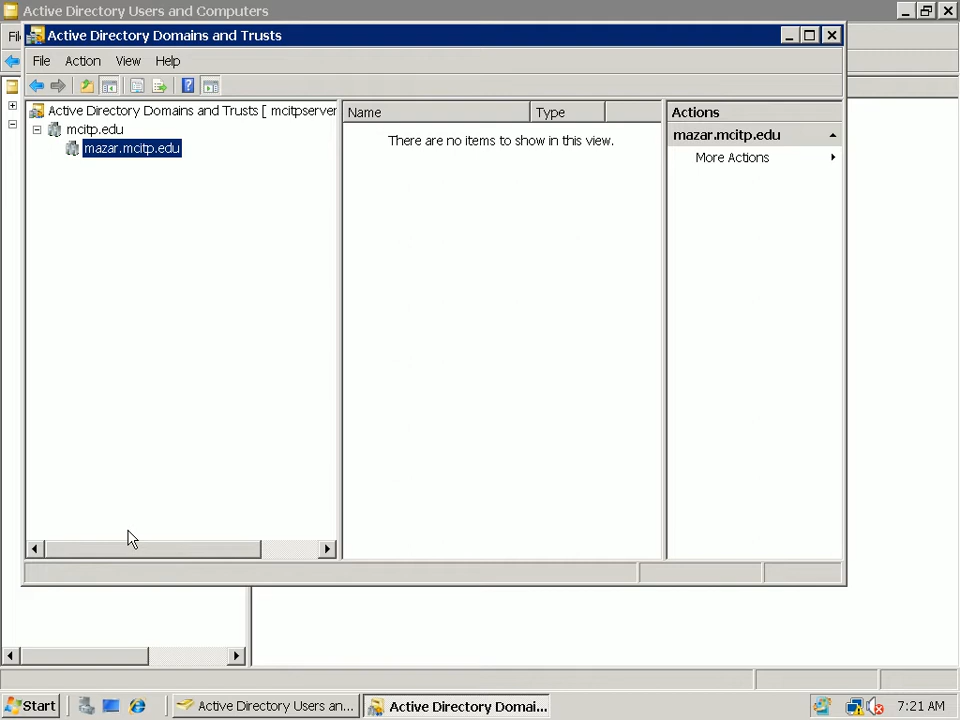 Active Directory Users and Computers
Active Directory Domains and Trusts
File Action View Help
Active Directory Domains and Trusts [ mcitpserver
mcitp.edu
mazar.mcitp.edu
Name Type
There are no items to show in this view.
Actions
mazar.mcitp.edu
More Actions
Start
Active Directory Users an...
Active Directory Domai...
7:21 AM